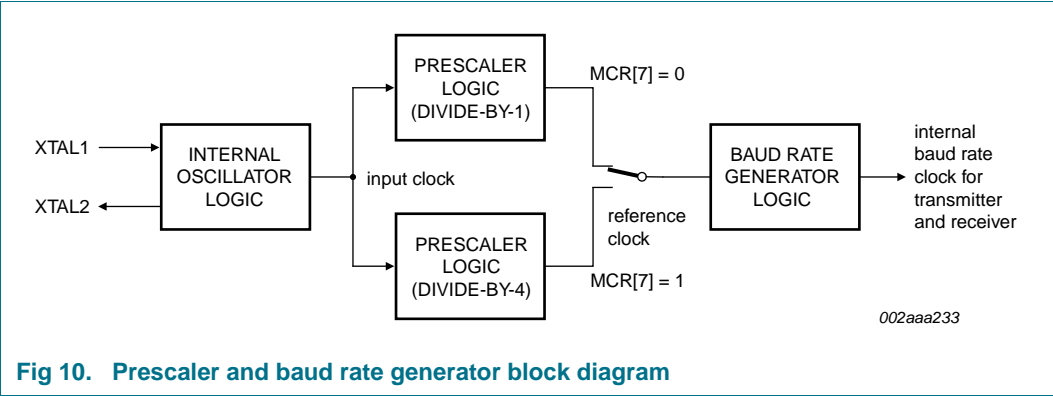 XTAL1
XTAL2
INTERNAL
OSCILLATOR
LOGIC
input clock
PRESCALER
LOGIC
(DIVIDE-BY-1)
MCR[7] = 0
PRESCALER
LOGIC
(DIVIDE-BY-4)
MCR[7] = 1
reference
clock
BAUD RATE
GENERATOR
LOGIC
internal
baud rate
clock for
transmitter
and receiver
002aaa233
Fig 10. Prescaler and baud rate generator block diagram